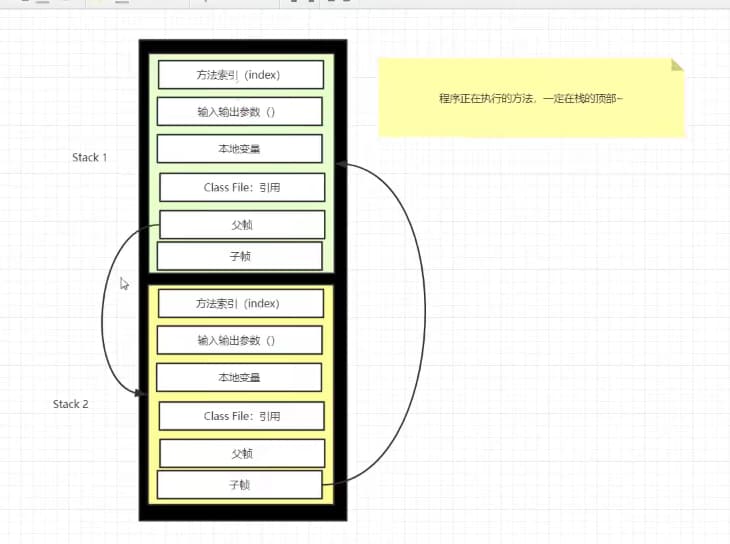 方法索引（index）
程序正在执行的方法，一定在栈的顶部~
输入输出参数（）
本地变量
Stack 1
Class File：引用
父帧
子帧
方法索引（index）
输入输出参数（）
本地变量
Stack 2
Class File：引用
父帧
子帧